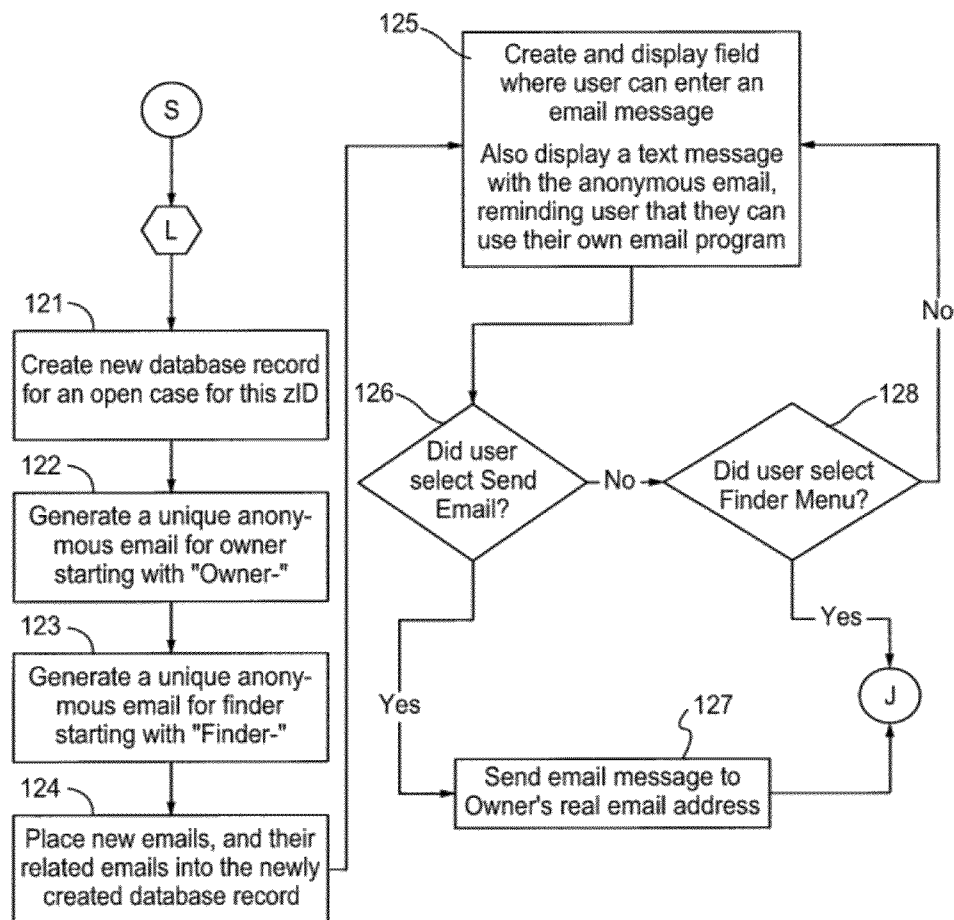 S
L
121
Create new database record
for an open case for this zID
122
Generate a unique anony-
mous email for owner
starting with "Owner-"
123
Generate a unique anony-
mous email for finder
starting with "Finder-"
124
Place new emails, and their
related emails into the newly
created database record
125
Create and display field
where user can enter an
email message
Also display a text message
with the anonymous email,
reminding user that they can
use their own email program
126
Did user
select Send
Email?
No
128
Did user select
Finder Menu?
No
Yes
Yes
J
127
Send email message to
Owner's real email address